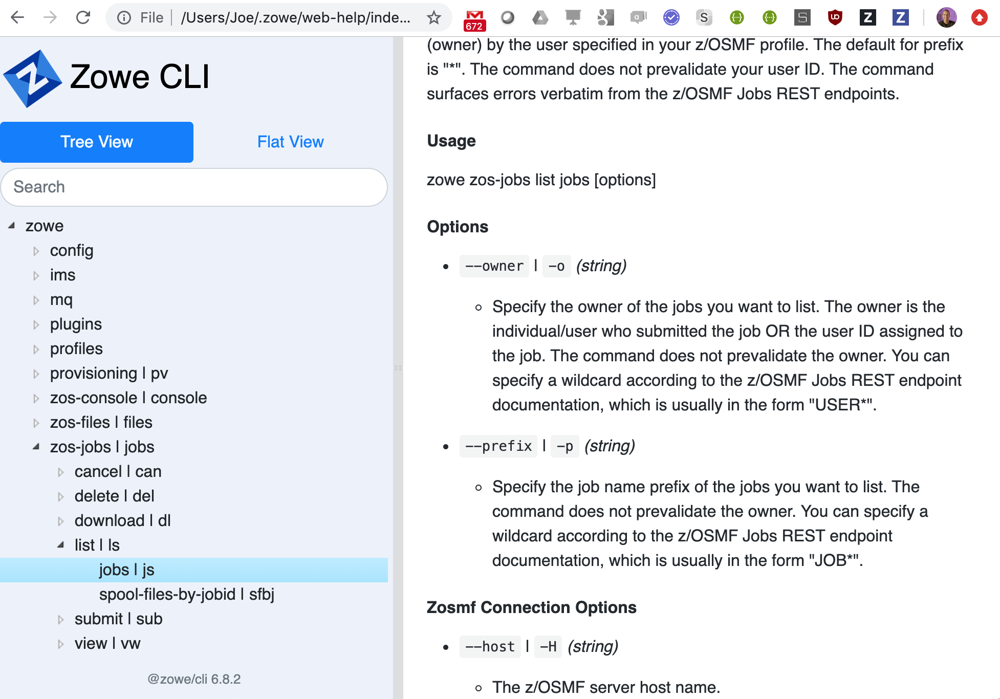 File | /Users/Joe/.zowe/web-help/inde...
672
Zowe CLI
Tree View
Flat View
Search
zowe
config
ims
mq
plugins
profiles
provisioning | pv
zos-console | console
zos-files | files
zos-jobs | jobs
cancel | can
delete | del
download | dl
list | ls
jobs | js
spool-files-by-jobid | sfbj
submit | sub
view | vw
@zowe/cli 6.8.2
(owner) by the user specified in your z/OSMF profile. The default for prefix
is "*". The command does not prevalidate your user ID. The command
surfaces errors verbatim from the z/OSMF Jobs REST endpoints.
Usage
zowe zos-jobs list jobs [options]
Options
• --owner | -o (string)
Specify the owner of the jobs you want to list. The owner is the
individual/user who submitted the job OR the user ID assigned to
the job. The command does not prevalidate the owner. You can
specify a wildcard according to the z/OSMF Jobs REST endpoint
documentation, which is usually in the form "USER*".
• --prefix | -p (string)
Specify the job name prefix of the jobs you want to list. The
command does not prevalidate the owner. You can specify a
wildcard according to the z/OSMF Jobs REST endpoint
documentation, which is usually in the form "JOB*".
Zosmf Connection Options
• --host | -H (string)
The z/OSMF server host name.